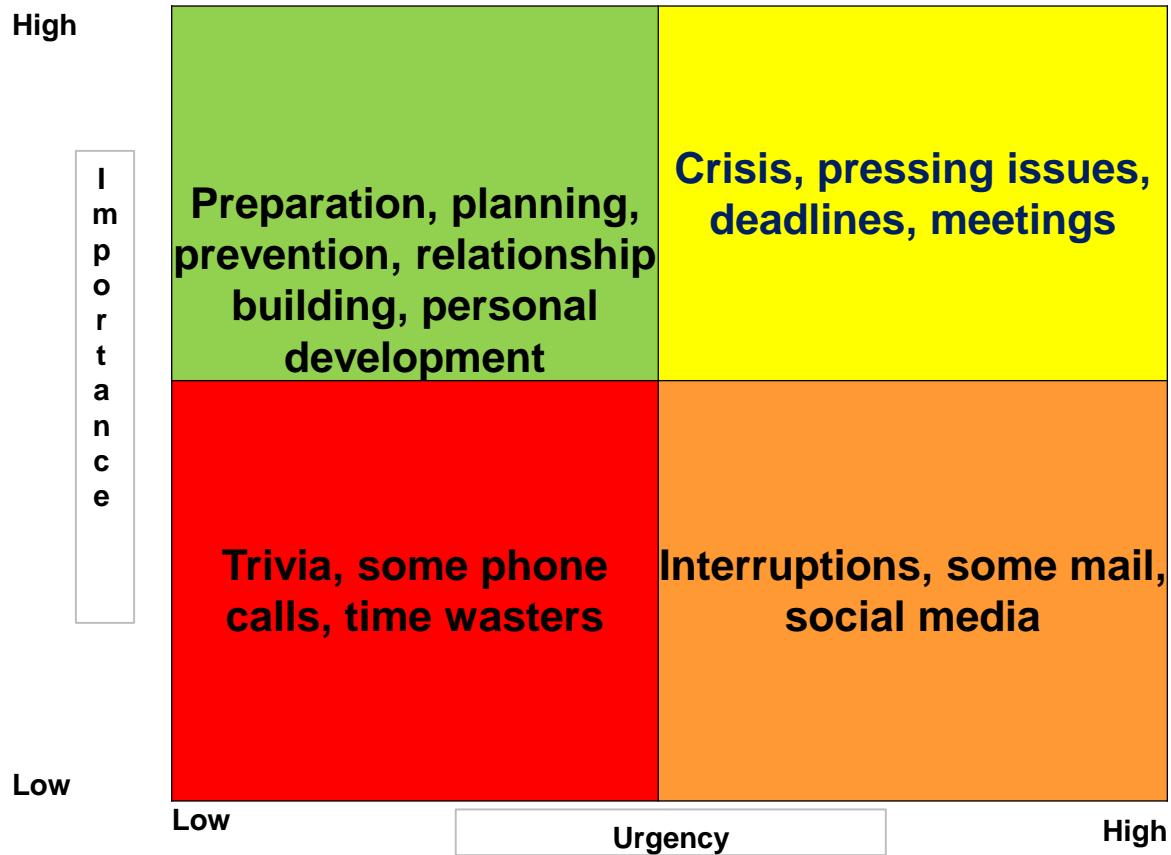 High
Importance
Preparation, planning,
prevention, relationship
building, personal
development
Crisis, pressing issues,
deadlines, meetings
Trivia, some phone
calls, time wasters
Interruptions, some mail,
social media
Low
Low
Urgency
High